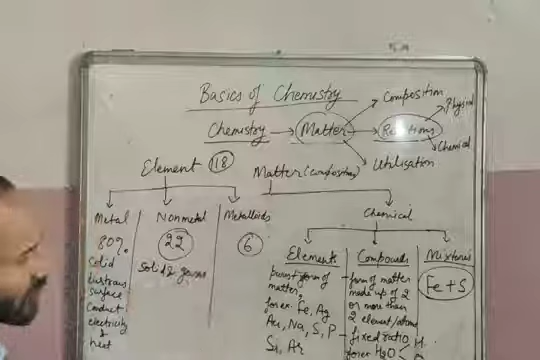 Basics of Chemistry
Composition
Physical
Chemistry → Matter → Reactions
Chemical
Utilisation
Element 118
Matter (composition)
Metal
Nonmetal
Metalloids
Chemical
80%
22
6
Solid
lustrous
surface
conduct
electricity
& heat
Solid &
Elements
purest form of
matter,
for ex. Fe, Ag
Au, Na, S, P
Si, Ar
Compounds
form of matter
made up of 2
or more than
2 element/atoms
fixed ratio
for ex H₂O
Mixtures
Fe + S